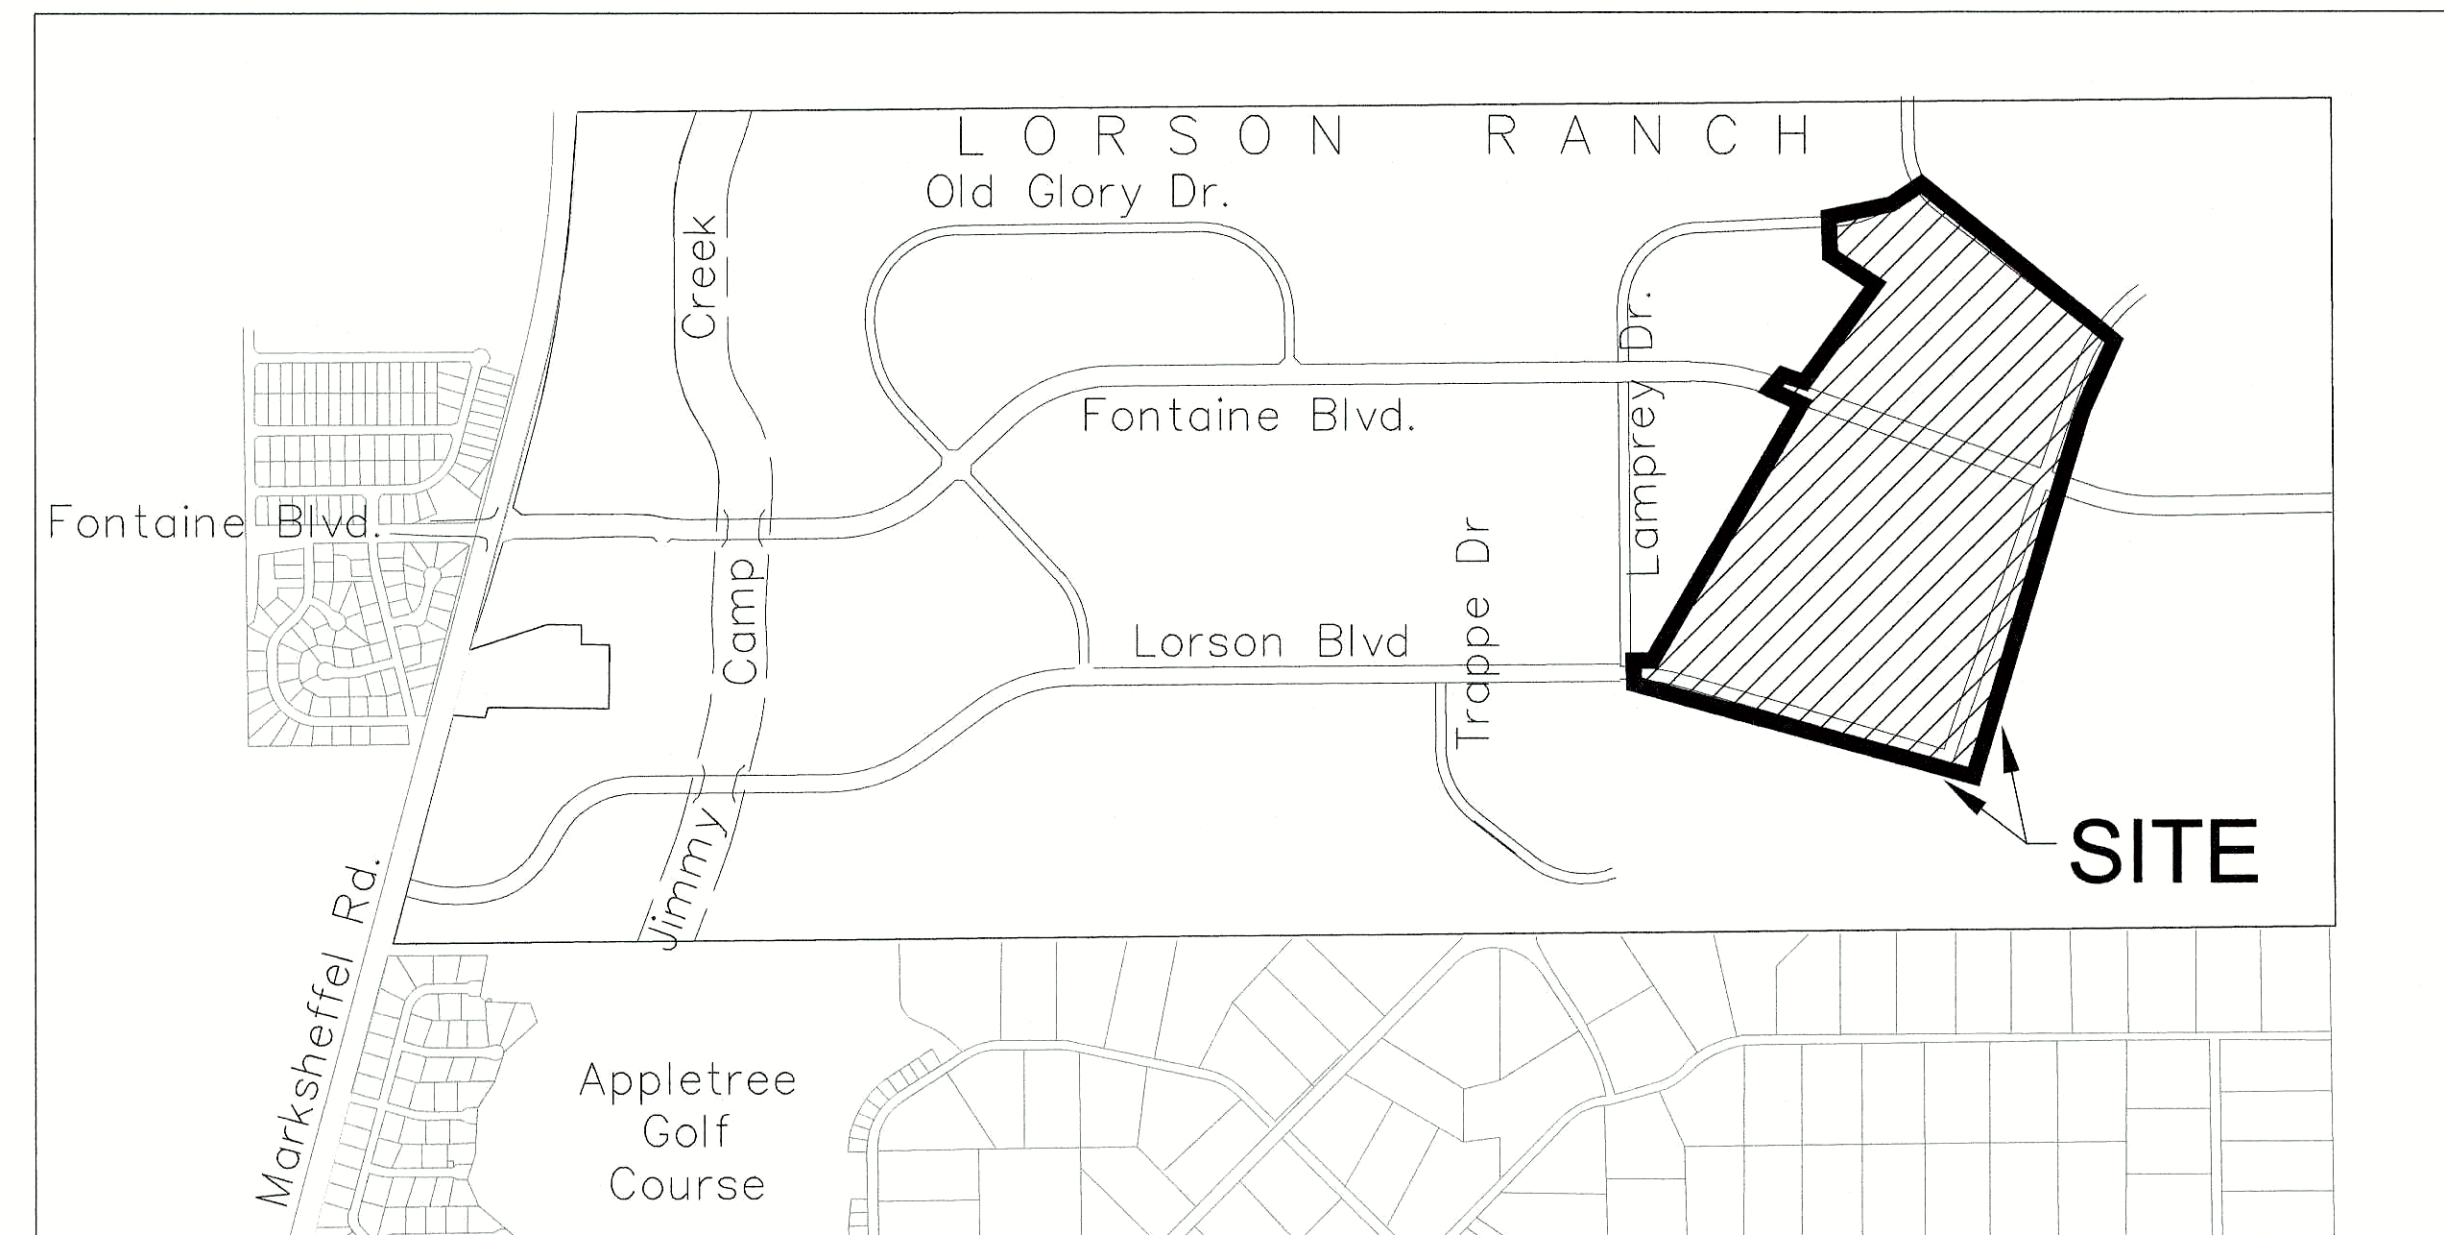 LORSON RANCH
Old Glory Dr.
Creek
Lamprey Dr.
Fontaine Blvd.
Fontaine Blvd.
Trappe Dr
Camp
Lorson Blvd
SITE
Jimmy
Marksheffel Rd.
Appletree
Golf
Course